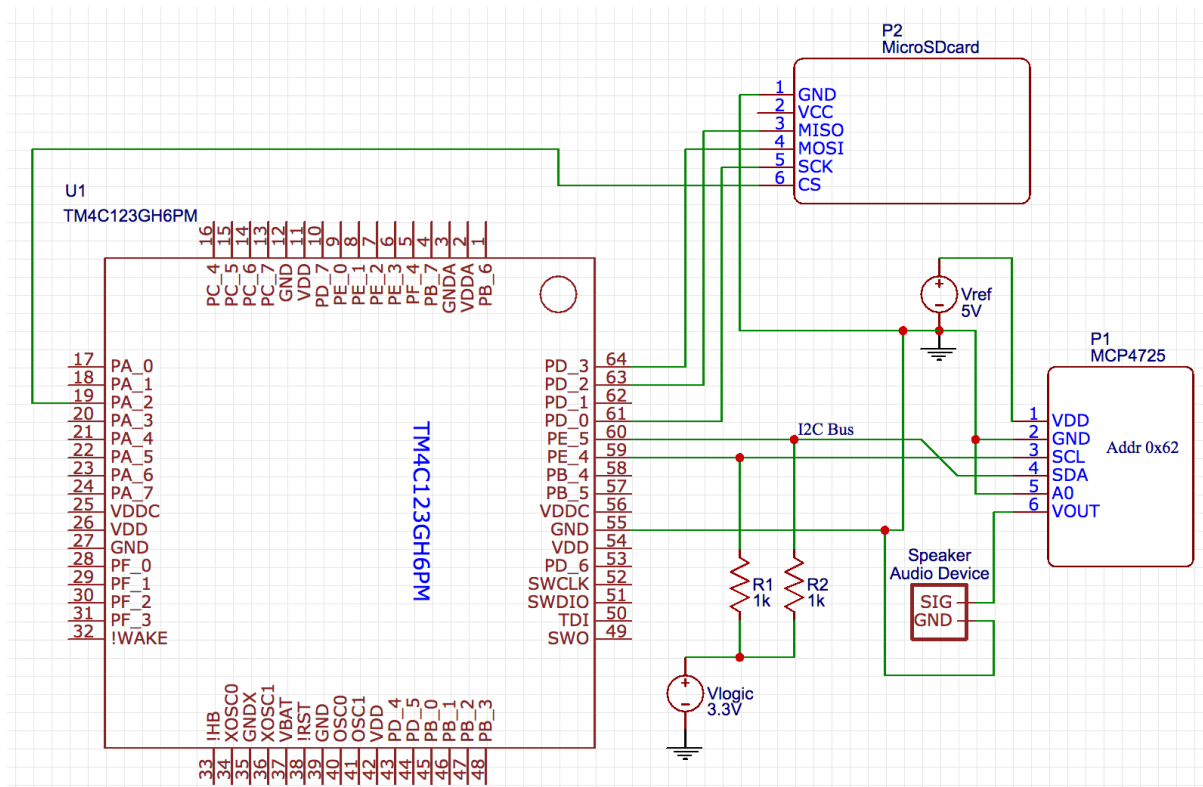 P2
MicroSDcard
1 GND
2 VCC
3 MISO
4 MOSI
5 SCK
6 CS
U1
TM4C123GH6PM
16 15 14 13 12 11 10 9 8 7 6 5 4 3 2 1
PC_4 PC_5 PC_6 PC_7 GND VDD PD_7 PE_0 PE_1 PE_2 PE_3 PF_4 PB_7 GNDA VDDA PB_6
17 PA_0
18 PA_1
19 PA_2
20 PA_3
21 PA_4
22 PA_5
23 PA_6
24 PA_7
25 VDDC
26 VDD
27 GND
28 PF_0
29 PF_1
30 PF_2
31 PF_3
32 !WAKE
TM4C123GH6PM
PD_3 64
PD_2 63
PD_1 62
PD_0 61
PE_5 60
PE_4 59
PB_4 58
PB_5 57
VDDC 56
GND 55
VDD 54
PD_6 53
SWCLK 52
SWDIO 51
TDI 50
SWO 49
!HB XOSC0 GNDX XOSC1 VBAT !RST GND OSC0 OSC1 VDD PD_4 PD_5 PB_0 PB_1 PB_2 PB_3
33 34 35 36 37 38 39 40 41 42 43 44 45 46 47 48
I2C Bus
Vref
5V
P1
MCP4725
1 VDD
2 GND
3 SCL
4 SDA
5 A0
6 VOUT
Addr 0x62
R1
1k
R2
1k
Speaker
Audio Device
SIG
GND
Vlogic
3.3V